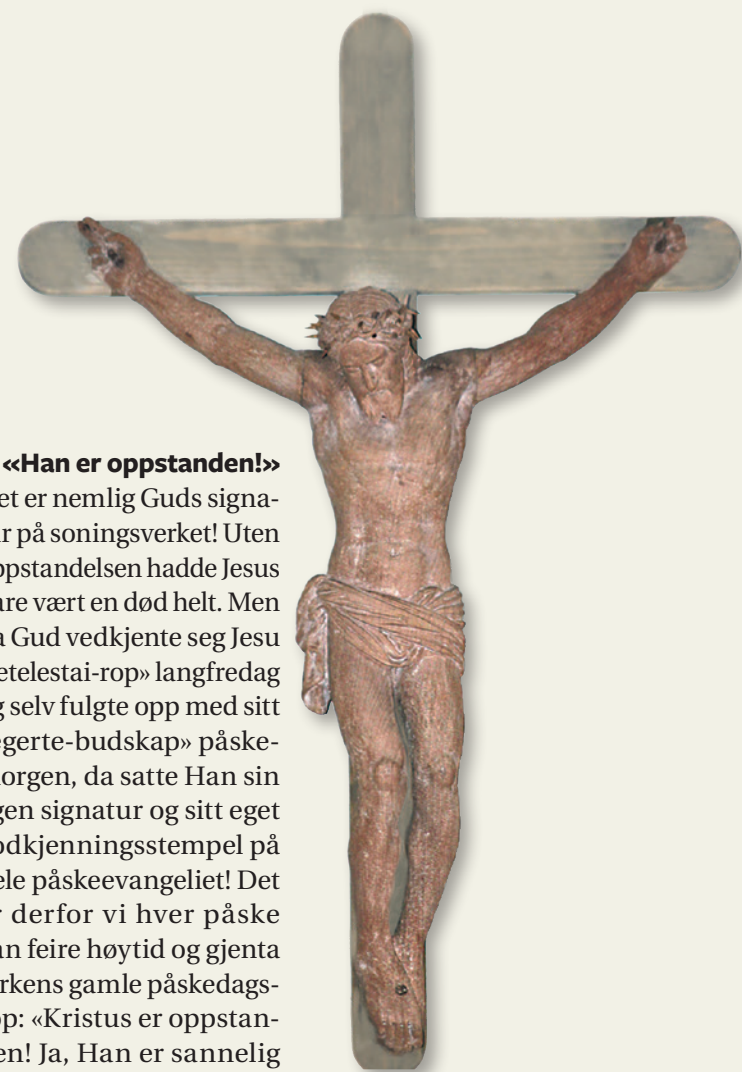 «Han er oppstanden!»
et er nemlig Guds signa-
r på soningsverket! Uten
ppstandelsen hadde Jesus
are vært en død helt. Men
a Gud vedkjente seg Jesu
etelestai-rop» langfredag
g selv fulgte opp med sitt
egerte-budskap» påske-
orgen, da satte Han sin
gen signatur og sitt eget
odkjenningsstempel på
ele påskeevangeliet! Det
r derfor vi hver påske
an feire høytid og gjenta
rkens gamle påskedags-
op: «Kristus er oppstan-
en! Ja, Han er sannelig